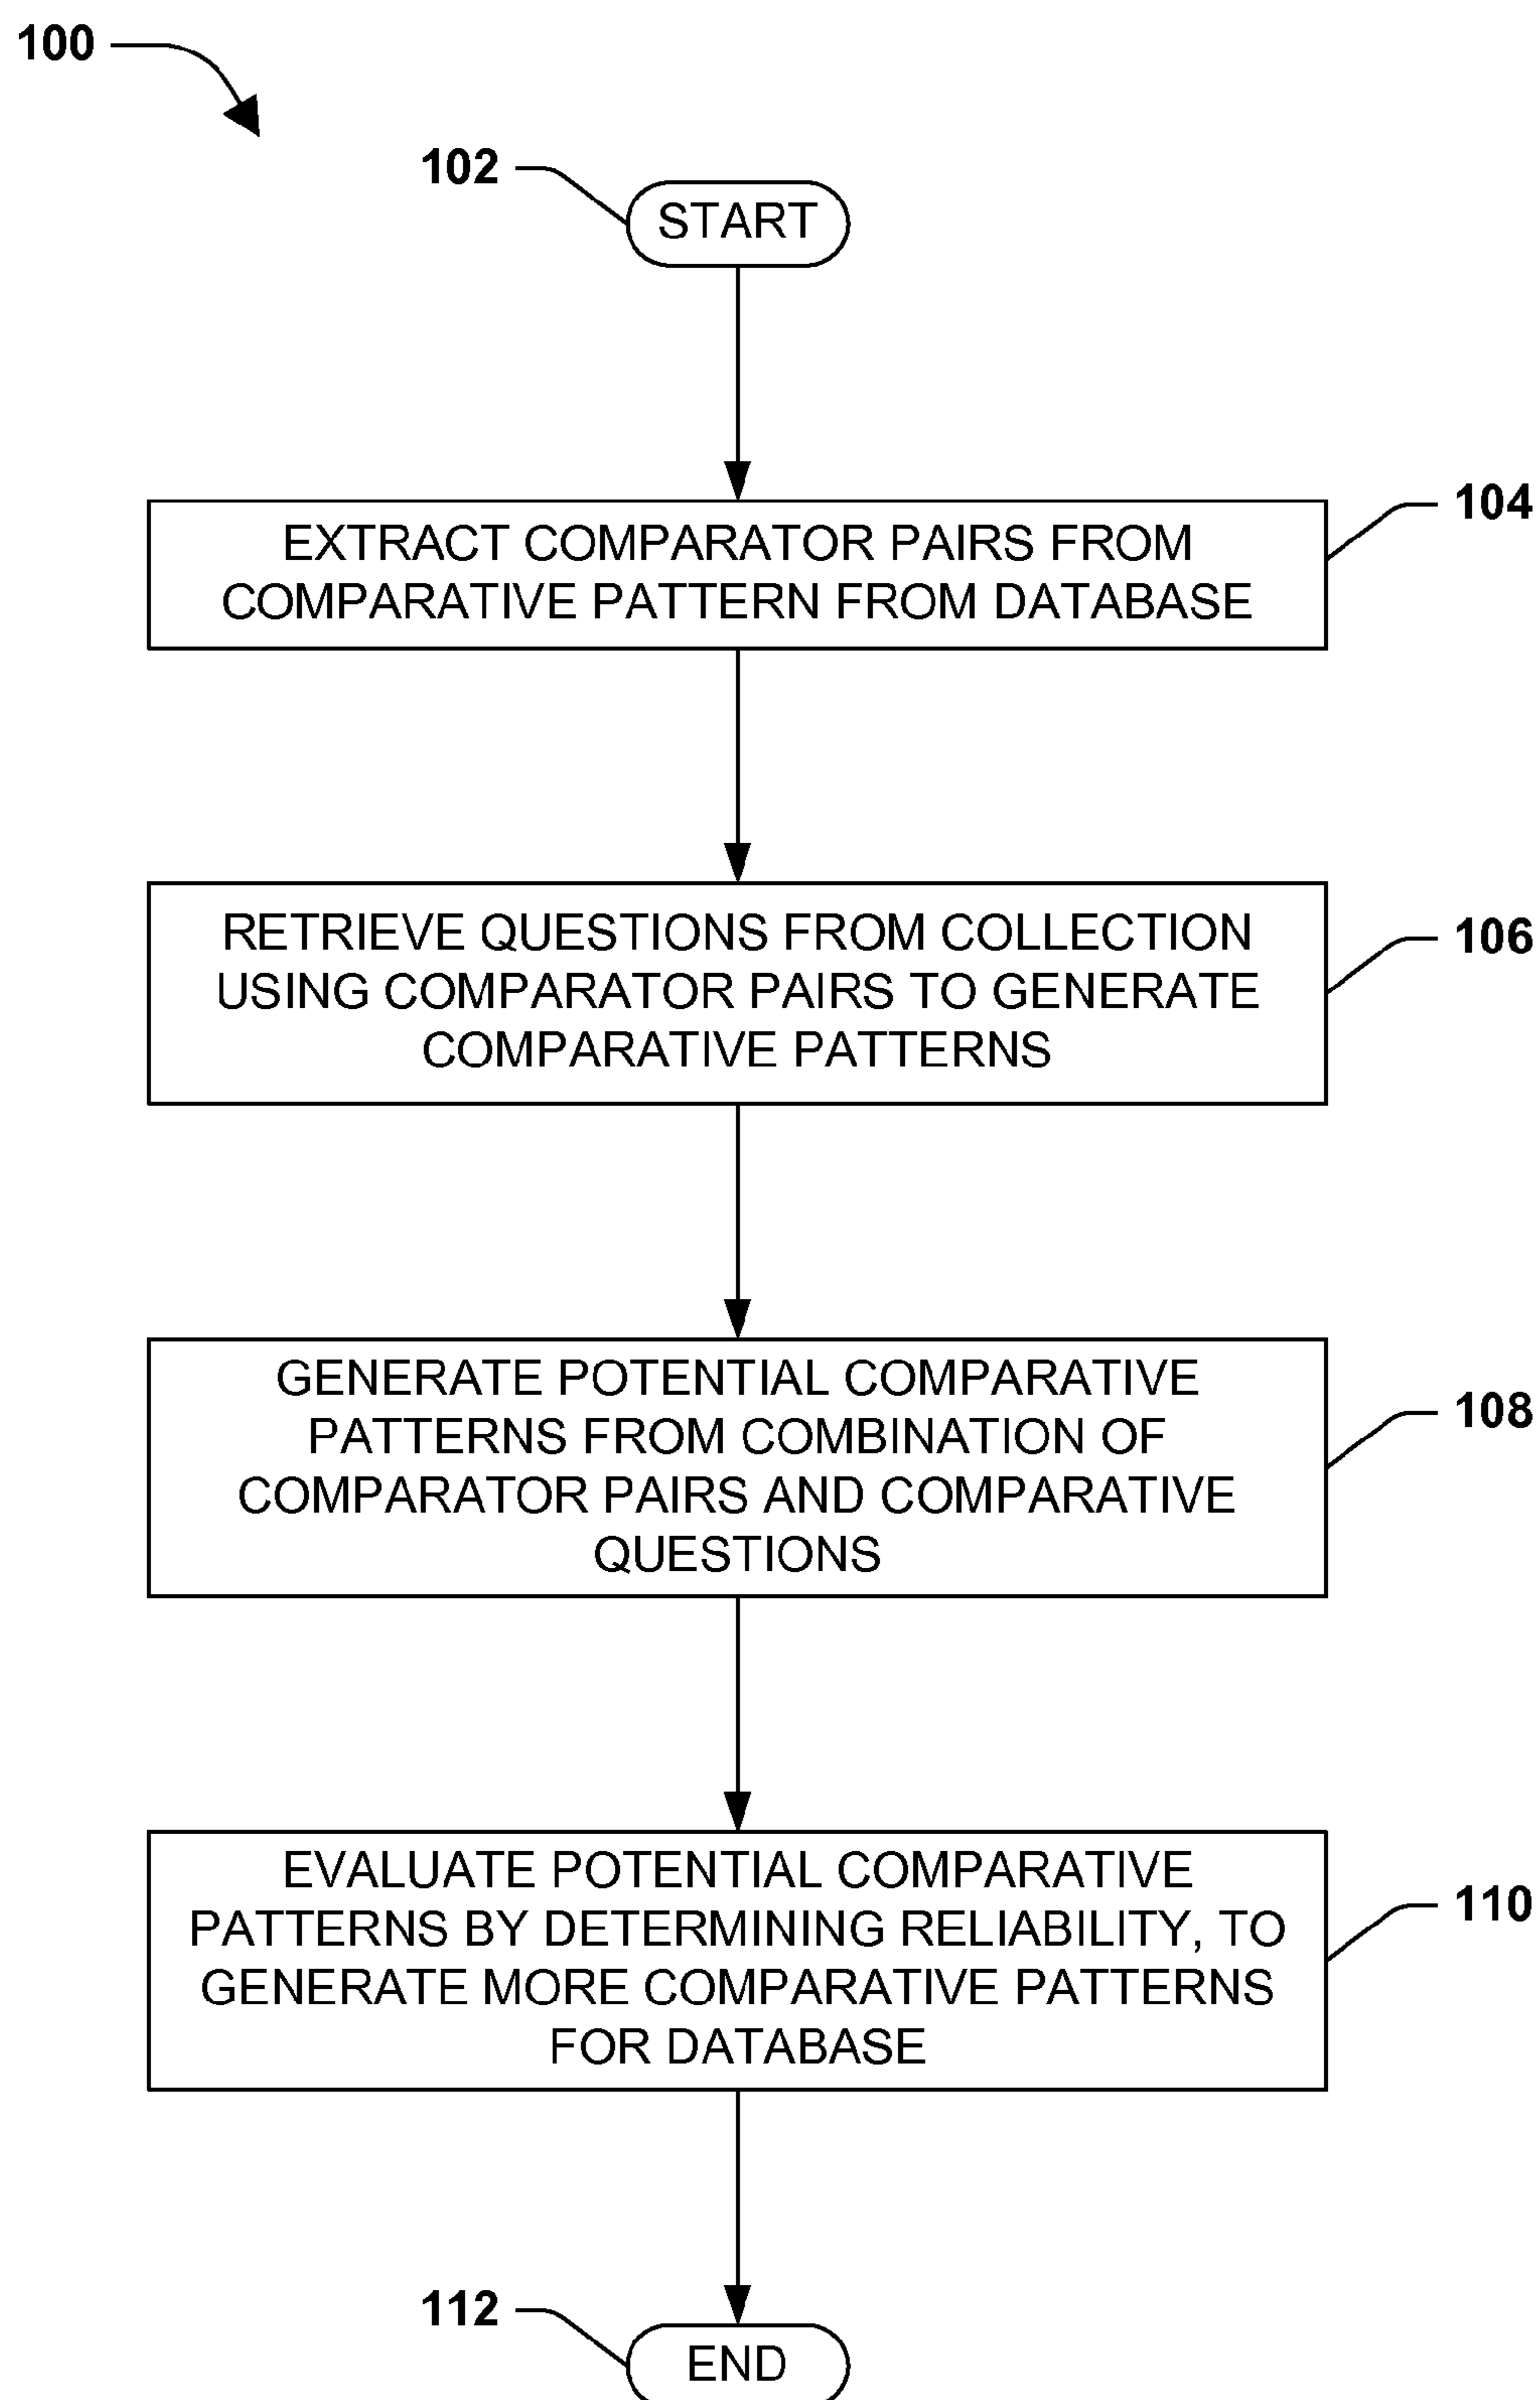 100
102
START
EXTRACT COMPARATOR PAIRS FROM
COMPARATIVE PATTERN FROM DATABASE
104
RETRIEVE QUESTIONS FROM COLLECTION
USING COMPARATOR PAIRS TO GENERATE
COMPARATIVE PATTERNS
106
GENERATE POTENTIAL COMPARATIVE
PATTERNS FROM COMBINATION OF
COMPARATOR PAIRS AND COMPARATIVE
QUESTIONS
108
EVALUATE POTENTIAL COMPARATIVE
PATTERNS BY DETERMINING RELIABILITY, TO
GENERATE MORE COMPARATIVE PATTERNS
FOR DATABASE
110
112
END